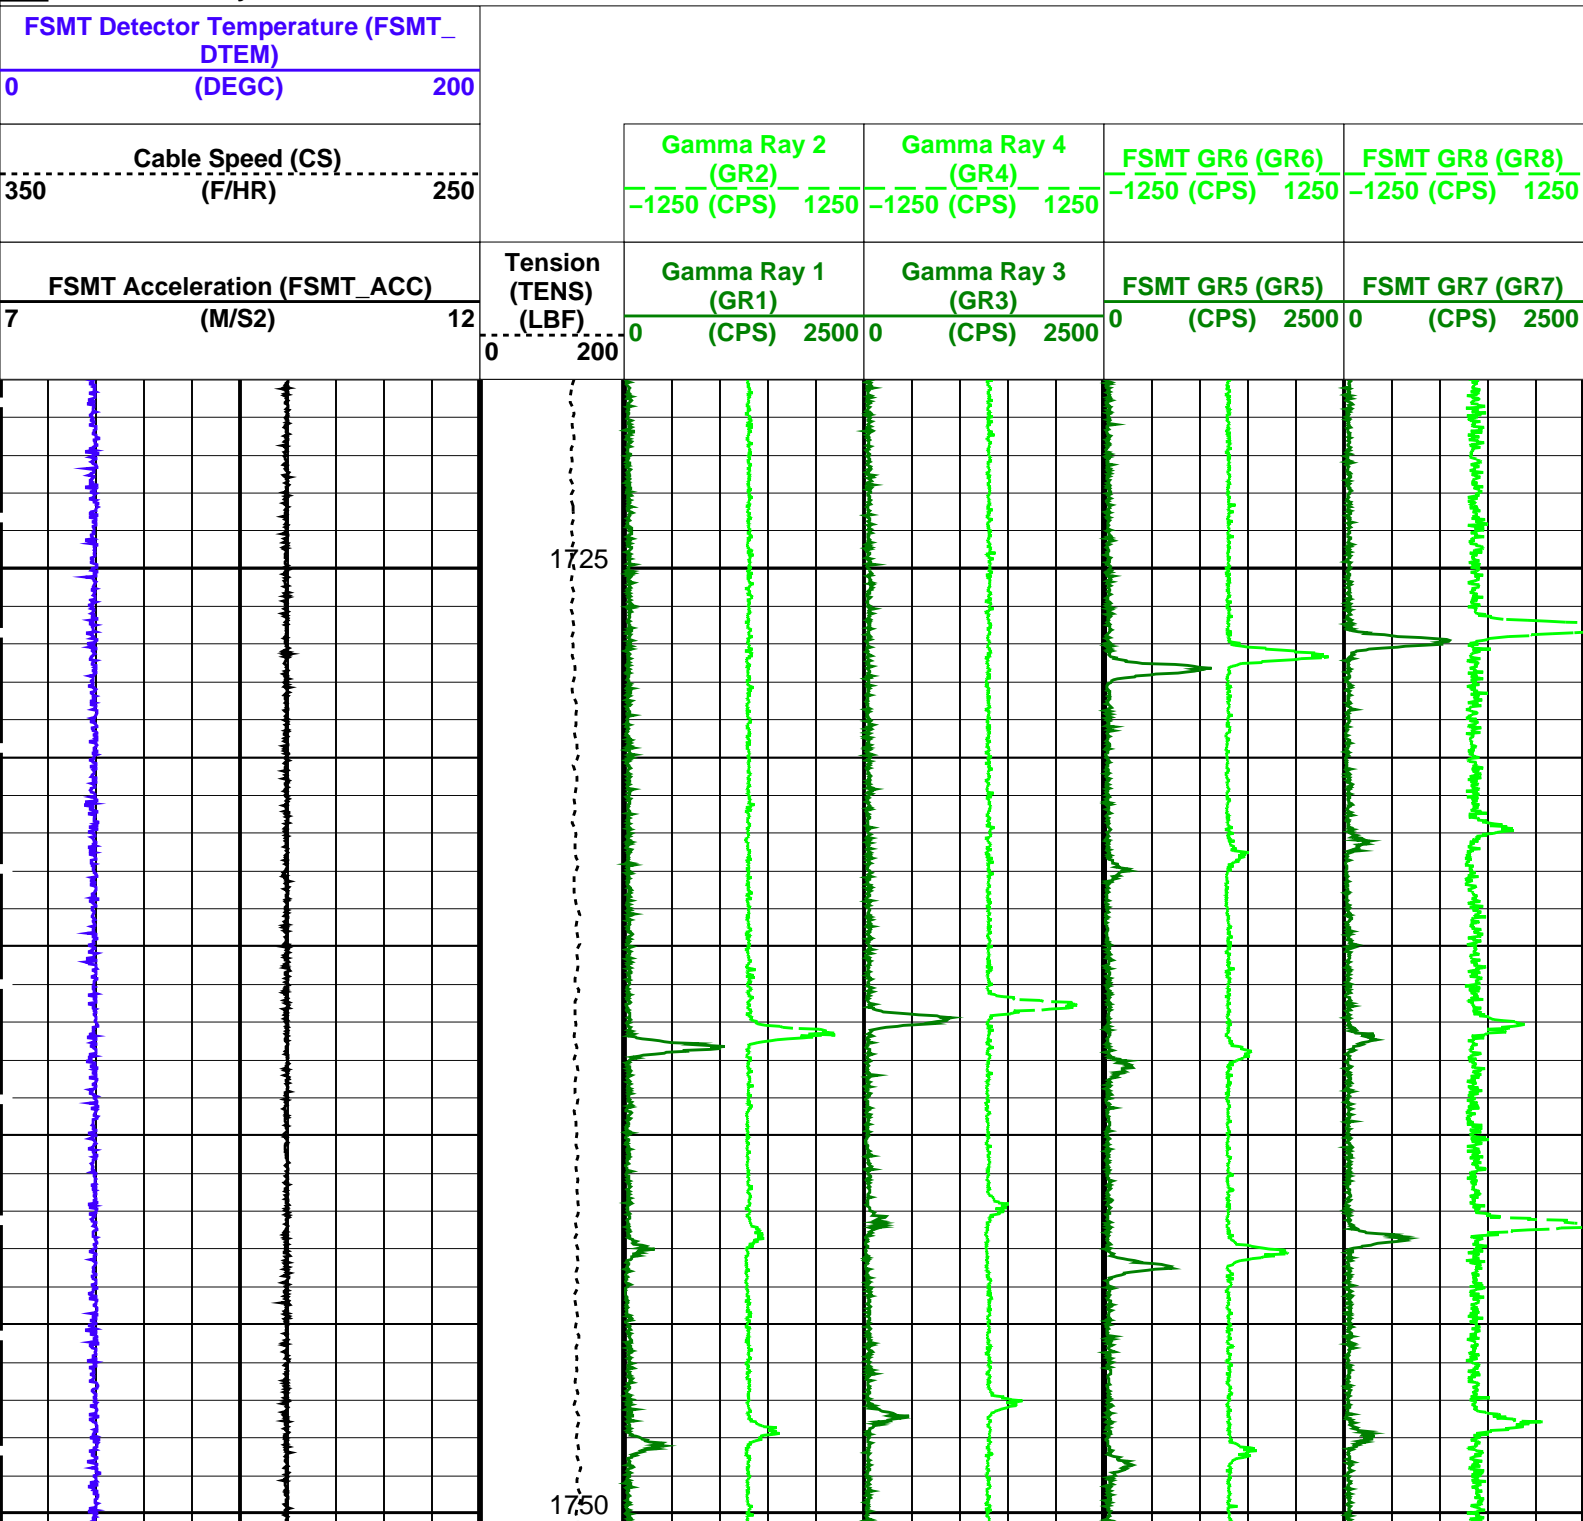 FSMT Detector Temperature (FSMT_
DTEM)
0 (DEGC) 200
Cable Speed (CS)
350 (F/HR) 250
Gamma Ray 2
(GR2)
−1250 (CPS) 1250
Gamma Ray 4
(GR4)
−1250 (CPS) 1250
FSMT GR6 (GR6)
−1250 (CPS) 1250
FSMT GR8 (GR8)
−1250 (CPS) 1250
FSMT Acceleration (FSMT_ACC)
7 (M/S2) 12
Tension
(TENS)
(LBF)
0 200
Gamma Ray 1
(GR1)
0 (CPS) 2500
Gamma Ray 3
(GR3)
0 (CPS) 2500
FSMT GR5 (GR5)
0 (CPS) 2500
FSMT GR7 (GR7)
0 (CPS) 2500
1725
1750